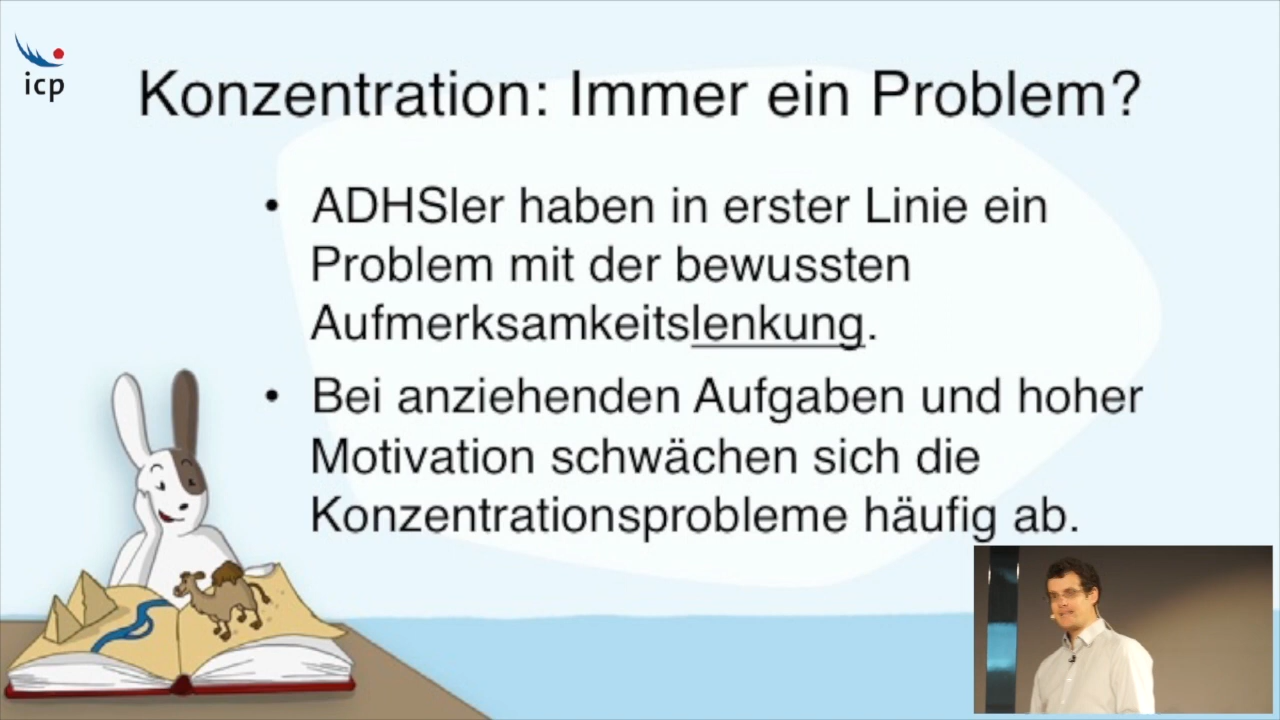 icp
Konzentration: Immer ein Problem?
• ADHSler haben in erster Linie ein
Problem mit der bewussten
Aufmerksamkeitslenkung.
• Bei anziehenden Aufgaben und hoher
Motivation schwächen sich die
Konzentrationsprobleme häufig ab.